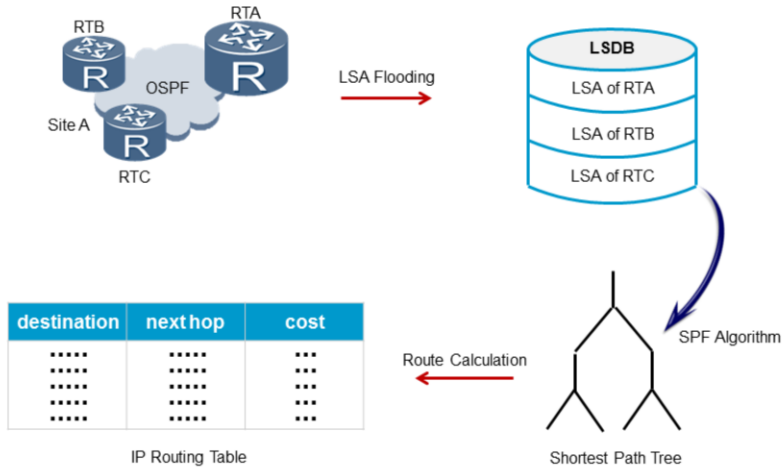 RTA
RTB
R
R
OSPF
Site A
R
RTC
LSA Flooding
LSDB
LSA of RTA
LSA of RTB
LSA of RTC
SPF Algorithm
Shortest Path Tree
Route Calculation
destination next hop cost
..... ..... ...
..... ..... ...
..... ..... ...
..... ..... ...
..... ..... ...
IP Routing Table